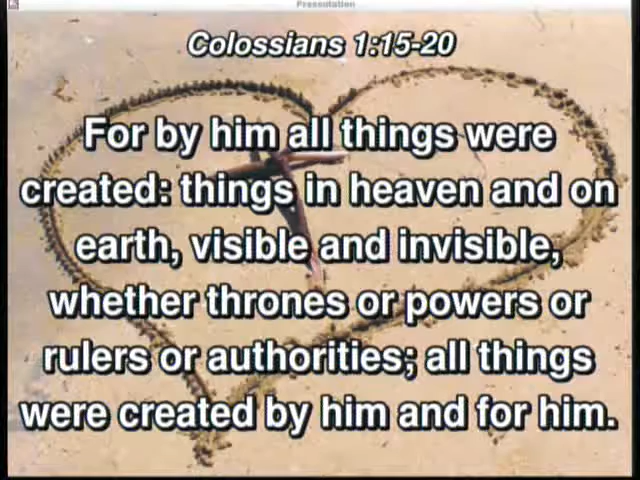 Presentation
Colossians 1:15-20
For by him all things were
created: things in heaven and on
earth, visible and invisible,
whether thrones or powers or
rulers or authorities; all things
were created by him and for him.